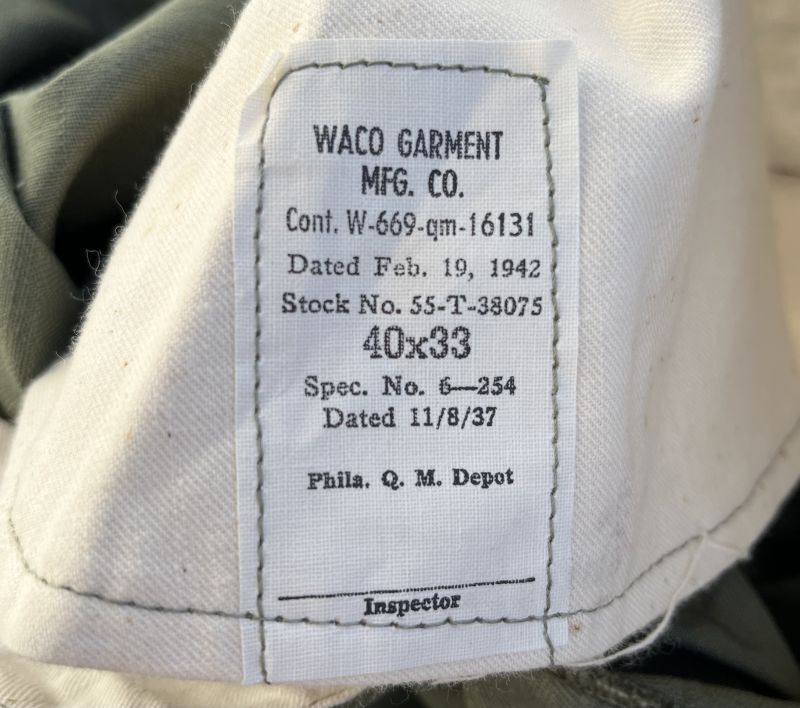 WACO GARMENT
MFG. CO.
Cont. W-669-qm-16131
Dated Feb. 19, 1942
Stock No. 55-T-38075
40x33
Spec. No. 6—254
Dated 11/8/37
Phila. Q. M. Depot
Inspector